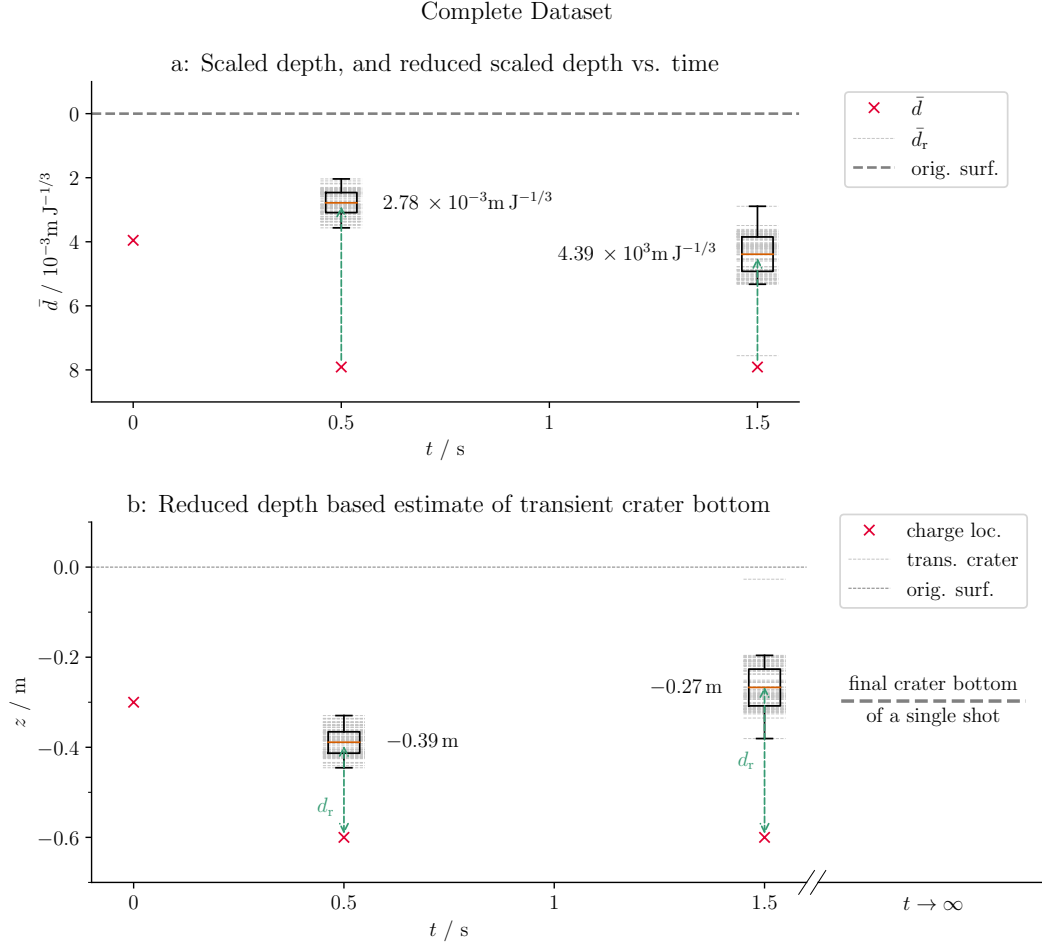 Complete Dataset
a: Scaled depth, and reduced scaled depth vs. time
0
2
4
6
8
d̄ / 10⁻³m J⁻¹/³
2.78 × 10⁻³m J⁻¹/³
4.39 × 10³m J⁻¹/³
0
0.5
1
1.5
t / s
d̄
d̄ᵣ
orig. surf.
b: Reduced depth based estimate of transient crater bottom
0.0
−0.2
−0.4
−0.6
z / m
−0.39 m
−0.27 m
dᵣ
dᵣ
0
0.5
1
1.5
t / s
charge loc.
trans. crater
orig. surf.
final crater bottom
of a single shot
t → ∞